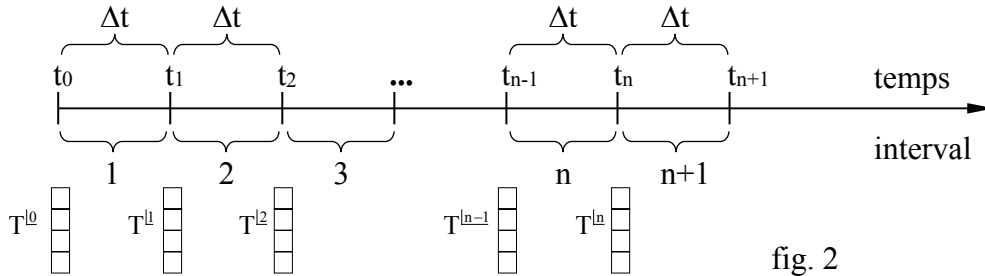 Δt Δt Δt Δt
t0 t1 t2 ... tn-1 tn tn+1 temps
1 2 3 n n+1 interval
T|0 T|1 T|2 T|n−1 T|n
fig. 2